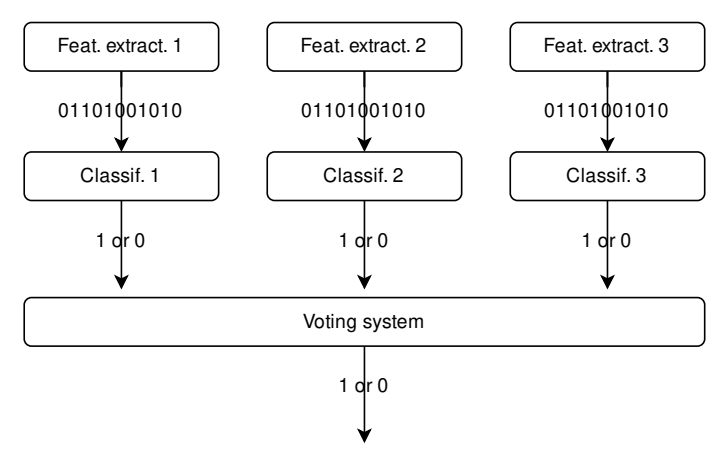 Feat. extract. 1
Feat. extract. 2
Feat. extract. 3
01101001010
01101001010
01101001010
Classif. 1
Classif. 2
Classif. 3
1 or 0
1 or 0
1 or 0
Voting system
1 or 0